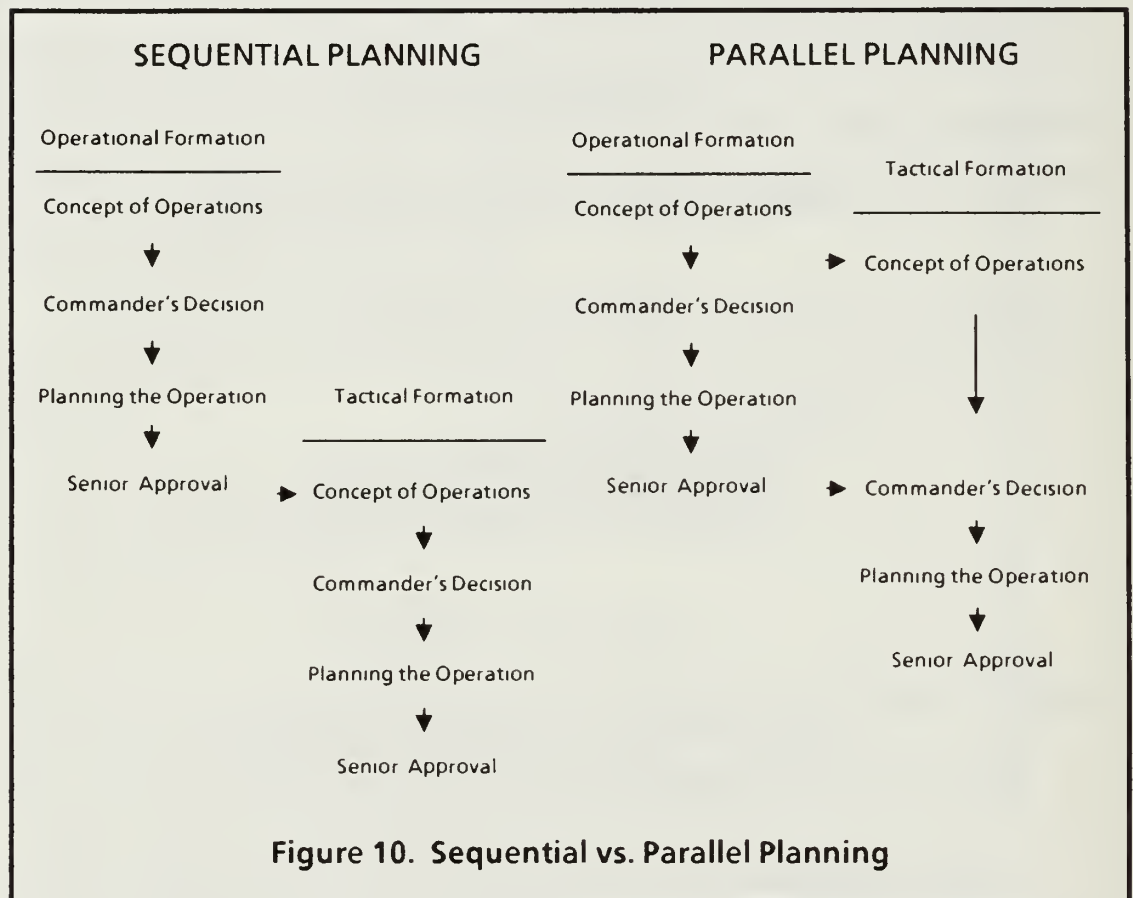 SEQUENTIAL PLANNING
Operational Formation
Concept of Operations
Commander's Decision
Planning the Operation
Senior Approval
Tactical Formation
Concept of Operations
Commander's Decision
Planning the Operation
Senior Approval
PARALLEL PLANNING
Operational Formation
Concept of Operations
Commander's Decision
Planning the Operation
Senior Approval
Tactical Formation
Concept of Operations
Commander's Decision
Planning the Operation
Senior Approval
Figure 10. Sequential vs. Parallel Planning